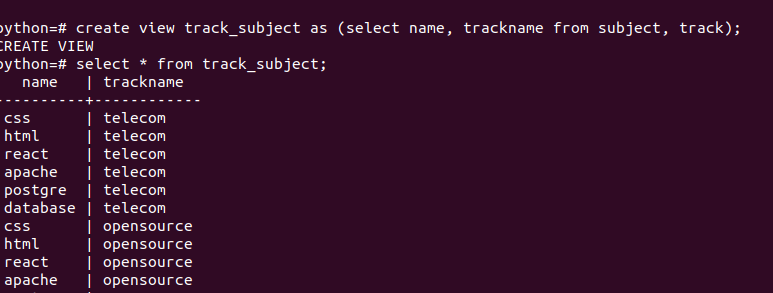 python=# create view track_subject as (select name, trackname from subject, track);
CREATE VIEW
python=# select * from track_subject;
   name   | trackname
----------+------------
 css      | telecom
 html     | telecom
 react    | telecom
 apache   | telecom
 postgre  | telecom
 database | telecom
 css      | opensource
 html     | opensource
 react    | opensource
 apache   | opensource